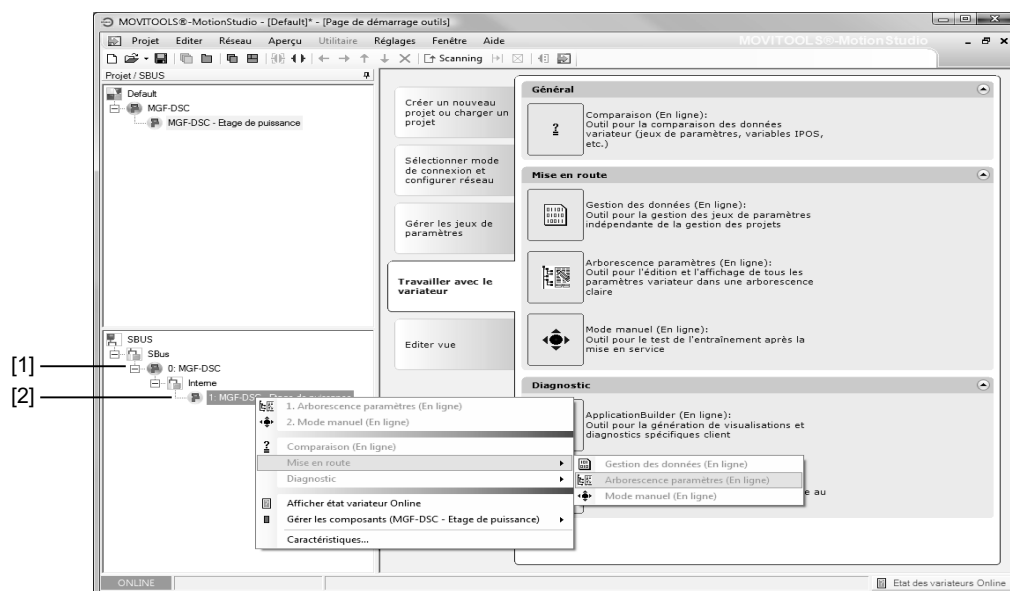 MOVITOOLS®-MotionStudio - [Default]* - [Page de démarrage outils]
Projet Editer Réseau Aperçu Utilitaire Réglages Fenêtre Aide
MOVITOOLS®-MotionStudio
Scanning
Projet / SBUS
Default
MGF-DSC
MGF-DSC - Etage de puissance
Créer un nouveau
projet ou charger un
projet
Sélectionner mode
de connexion et
configurer réseau
Gérer les jeux de
paramètres
Travailler avec le
variateur
Editer vue
Général
Comparaison (En ligne):
Outil pour la comparaison des données
variateur (jeux de paramètres, variables IPOS,
etc.)
Mise en route
Gestion des données (En ligne):
Outil pour la gestion des jeux de paramètres
indépendante de la gestion des projets
Arborescence paramètres (En ligne):
Outil pour l'édition et l'affichage de tous les
paramètres variateur dans une arborescence
claire
Mode manuel (En ligne):
Outil pour le test de l'entraînement après la
mise en service
Diagnostic
ApplicationBuilder (En ligne):
Outil pour la génération de visualisations et
diagnostics spécifiques client
e au
SBUS
SBus
[1]
0: MGF-DSC
Interne
[2]
1: MGF-DSC - Etage de puissance
1. Arborescence paramètres (En ligne)
2. Mode manuel (En ligne)
Comparaison (En ligne)
Mise en route
Diagnostic
Afficher état variateur Online
Gérer les composants (MGF-DSC - Etage de puissance)
Caractéristiques...
Gestion des données (En ligne)
Arborescence paramètres (En ligne)
Mode manuel (En ligne)
ONLINE
Etat des variateurs Online